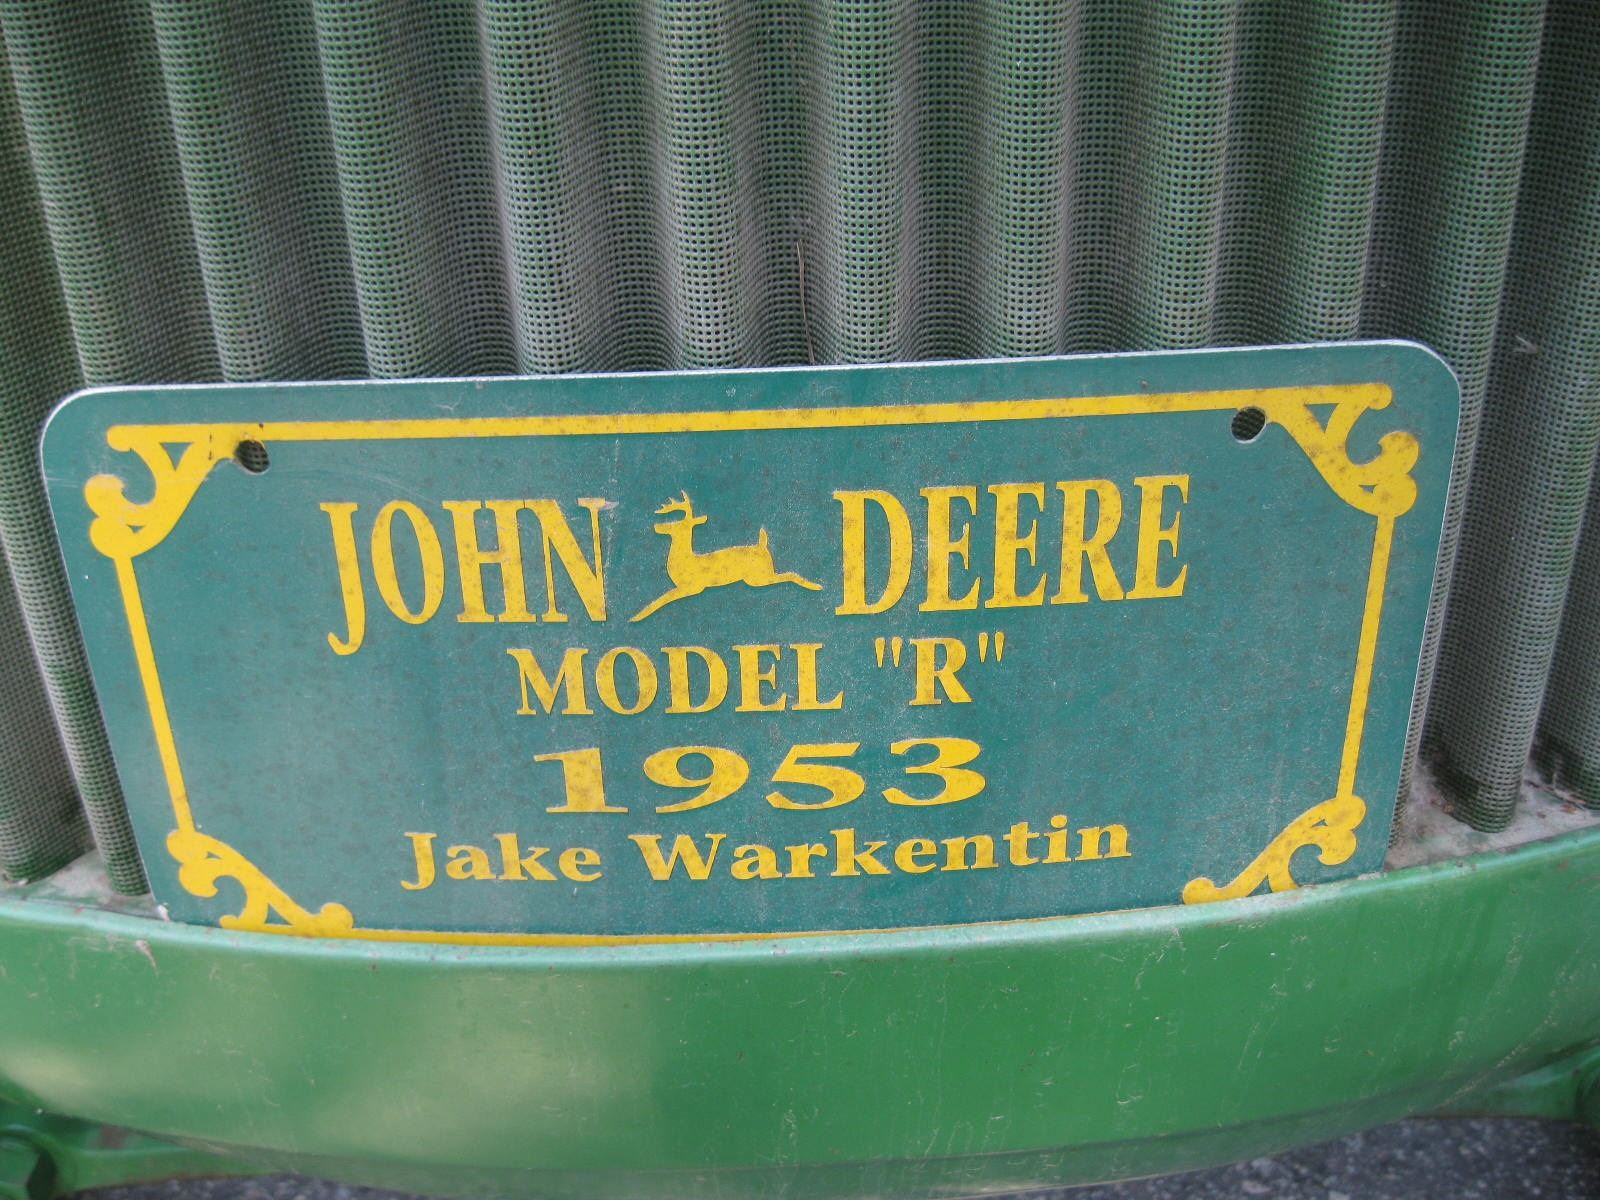 JOHN DEERE
MODEL "R"
1953
Jake Warkentin